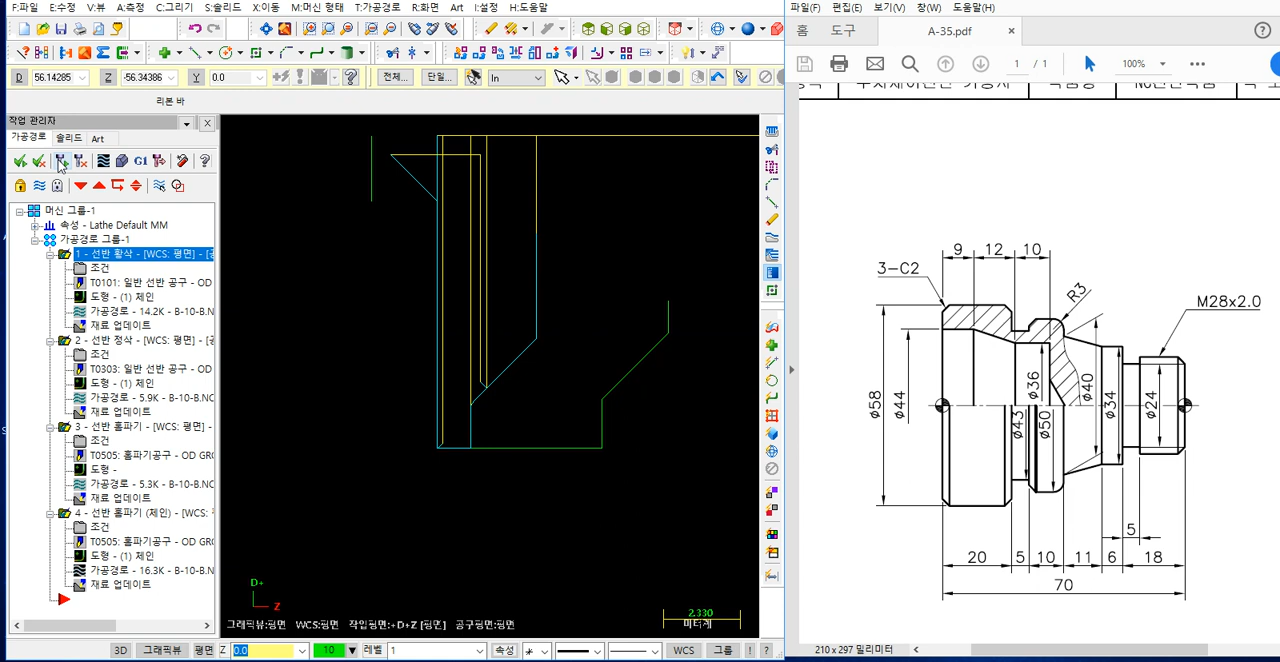 F:파일 E:수정 V:뷰 A:측정 C:그리기 S:솔리드 X:이동 M:머신 형태 T:가공경로 R:화면 Art I:설정 H:도움말
D 56.14285 Z -56.34386 Y 0.0 전체... 단일... In
리본 바
작업 관리자
가공경로 솔리드 Art
G1
머신 그룹-1
속성 - Lathe Default MM
가공경로 그룹-1
1 - 선반 황삭 - [WCS: 평면] - [공
조건
T0101: 일반 선반 공구 - OD
도형 - (1) 체인
가공경로 - 14.2K - B-10-B.N
재료 업데이트
2 - 선반 정삭 - [WCS: 평면] - [공
조건
T0303: 일반 선반 공구 - OD
도형 - (1) 체인
가공경로 - 5.9K - B-10-B.NC
재료 업데이트
3 - 선반 홈파기 - [WCS: 평면] -
조건
T0505: 홈파기공구 - OD GRO
도형 -
가공경로 - 5.3K - B-10-B.NC
재료 업데이트
4 - 선반 홈파기 (체인) - [WCS:
조건
T0505: 홈파기공구 - OD GRO
도형 - (1) 체인
가공경로 - 16.3K - B-10-B.N
재료 업데이트
D+
Z
그래픽뷰:평면 WCS:평면 작업평면:+D+Z [평면] 공구평면:평면
2.330
미터계
3D 그래픽뷰 평면 Z 0.0 10 레벨 1 속성 WCS 그룹 ! ?
파일(F) 편집(E) 보기(V) 창(W) 도움말(H)
홈 도구 A-35.pdf ×
1 / 1 100%
9 12 10
3-C2
R3
M28x2.0
ϕ58
ϕ44
ϕ43
ϕ36
ϕ50
ϕ40
ϕ34
ϕ24
5
20 5 10 11 6 18
70
210 x 297 밀리미터